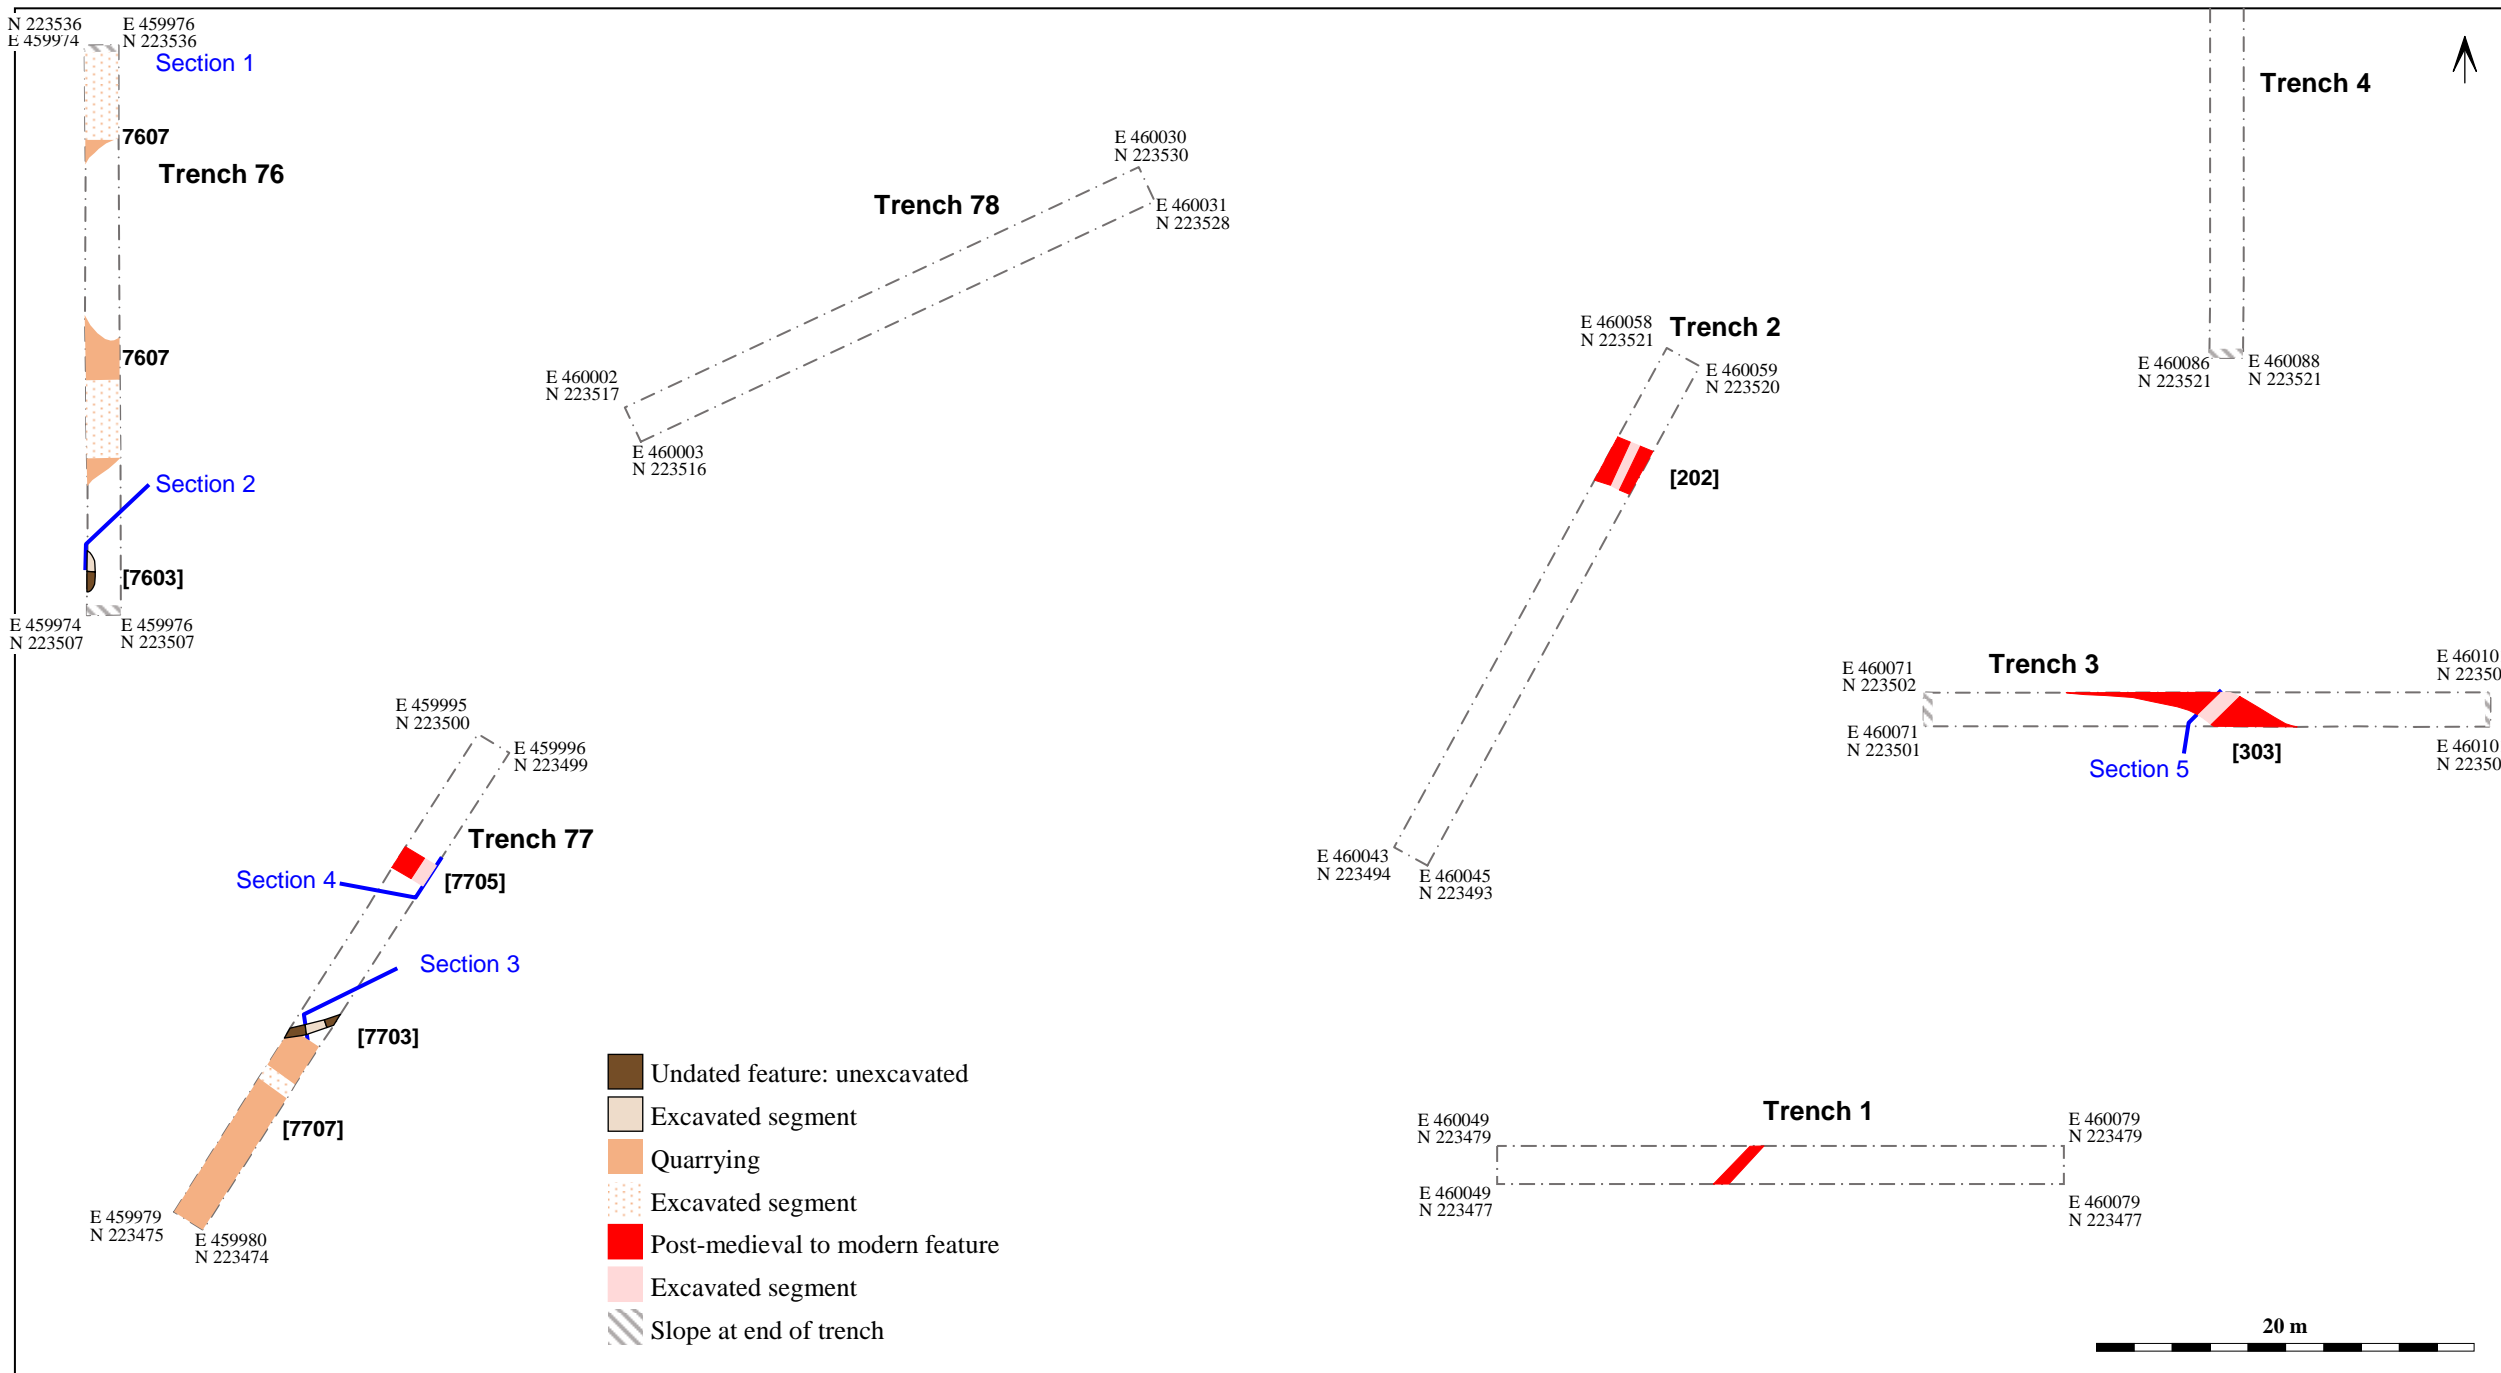 N 223536
E 459974
E 459976
N 223536
Section 1
7607
Trench 76
7607
Section 2
[7603]
E 459974
N 223507
E 459976
N 223507
Trench 78
E 460030
N 223530
E 460031
N 223528
E 460002
N 223517
E 460003
N 223516
Trench 4
E 460086
N 223521
E 460088
N 223521
E 460058
N 223521
Trench 2
E 460059
N 223520
[202]
E 460043
N 223494
E 460045
N 223493
E 460071
N 223502
Trench 3
E 46010
N 22350
E 460071
N 223501
[303]
Section 5
E 46010
N 22350
E 459995
N 223500
E 459996
N 223499
Trench 77
Section 4
[7705]
Section 3
[7703]
[7707]
E 459979
N 223475
E 459980
N 223474
Undated feature: unexcavated
Excavated segment
Quarrying
Excavated segment
Post-medieval to modern feature
Excavated segment
Slope at end of trench
E 460049
N 223479
Trench 1
E 460079
N 223479
E 460049
N 223477
E 460079
N 223477
20 m